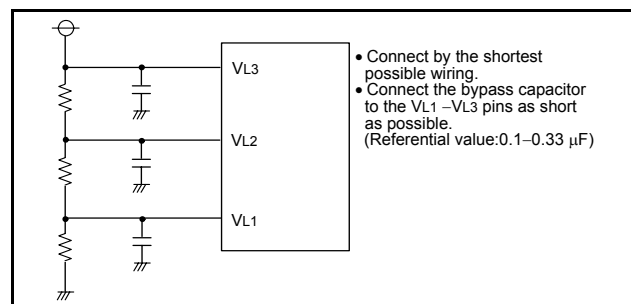 VL3
• Connect by the shortest
possible wiring.
• Connect the bypass capacitor
to the VL1 –VL3 pins as short
as possible.
(Referential value:0.1–0.33 μF)
VL2
VL1